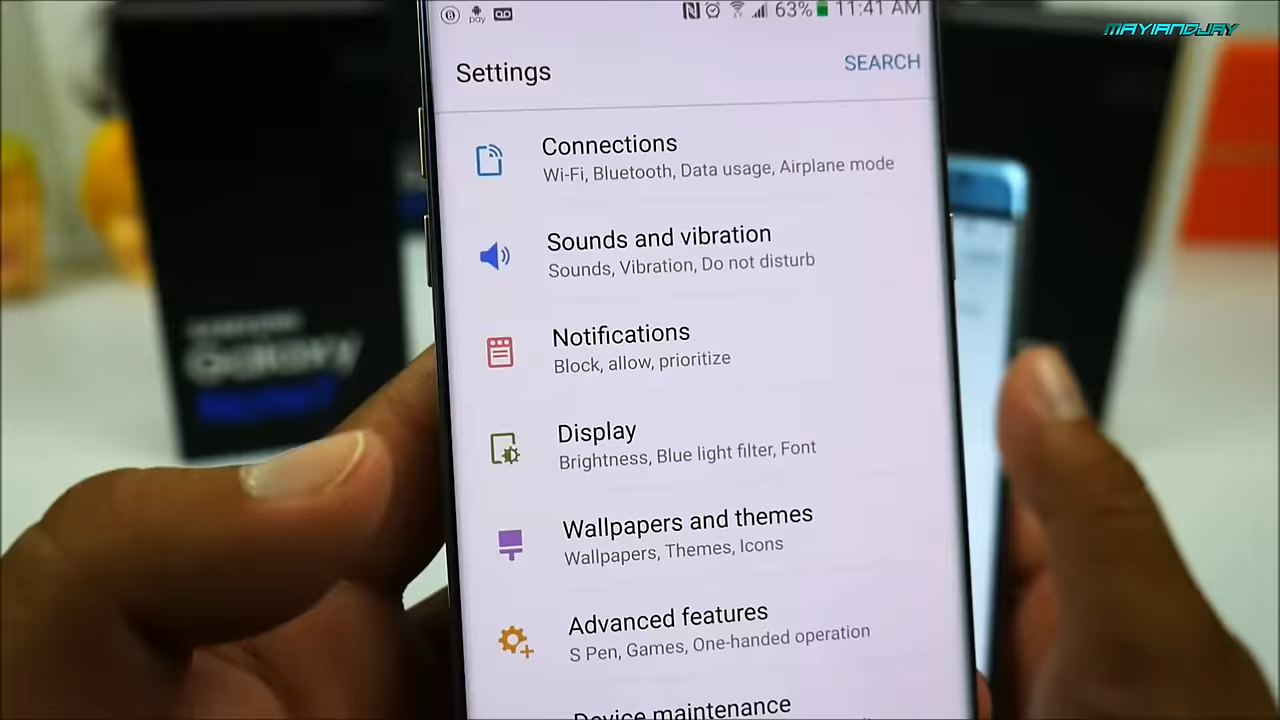 pay
63% 11:41 AM
MAYIANDJAY
Settings
SEARCH
Connections
Wi-Fi, Bluetooth, Data usage, Airplane mode
Sounds and vibration
Sounds, Vibration, Do not disturb
Notifications
Block, allow, prioritize
Display
Brightness, Blue light filter, Font
Wallpapers and themes
Wallpapers, Themes, Icons
Advanced features
S Pen, Games, One-handed operation
Device maintenance
Galaxy